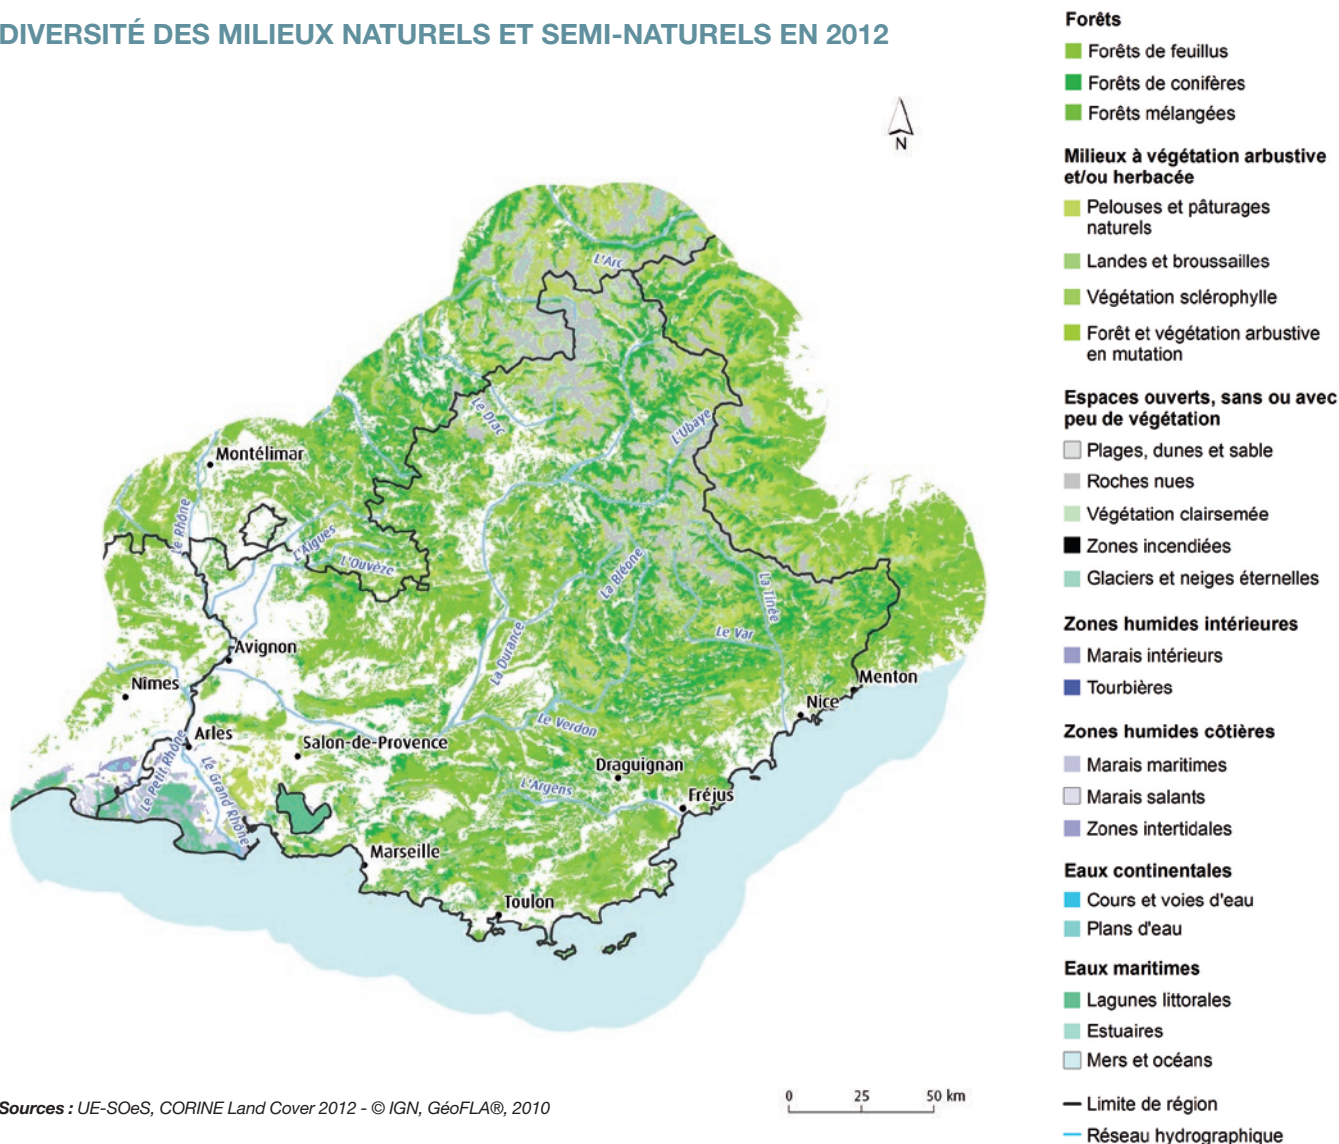 DIVERSITÉ DES MILIEUX NATURELS ET SEMI-NATURELS EN 2012
N
L'Arc
Le Drac
L'Ubaye
Montélimar
Le Rhône
L'Aigues
L'Ouvèze
La Bléone
La Tinée
Le Var
La Durance
Avignon
Nîmes
Menton
Nice
Le Verdon
Arles
Salon-de-Provence
Le Petit Rhône
Le Grand Rhône
Draguignan
L'Argens
Fréjus
Marseille
Toulon
Forêts
Forêts de feuillus
Forêts de conifères
Forêts mélangées
Milieux à végétation arbustive
et/ou herbacée
Pelouses et pâturages
naturels
Landes et broussailles
Végétation sclérophylle
Forêt et végétation arbustive
en mutation
Espaces ouverts, sans ou avec
peu de végétation
Plages, dunes et sable
Roches nues
Végétation clairsemée
Zones incendiées
Glaciers et neiges éternelles
Zones humides intérieures
Marais intérieurs
Tourbières
Zones humides côtières
Marais maritimes
Marais salants
Zones intertidales
Eaux continentales
Cours et voies d'eau
Plans d'eau
Eaux maritimes
Lagunes littorales
Estuaires
Mers et océans
Limite de région
Réseau hydrographique
0 25 50 km
Sources : UE-SOeS, CORINE Land Cover 2012 - © IGN, GéoFLA®, 2010